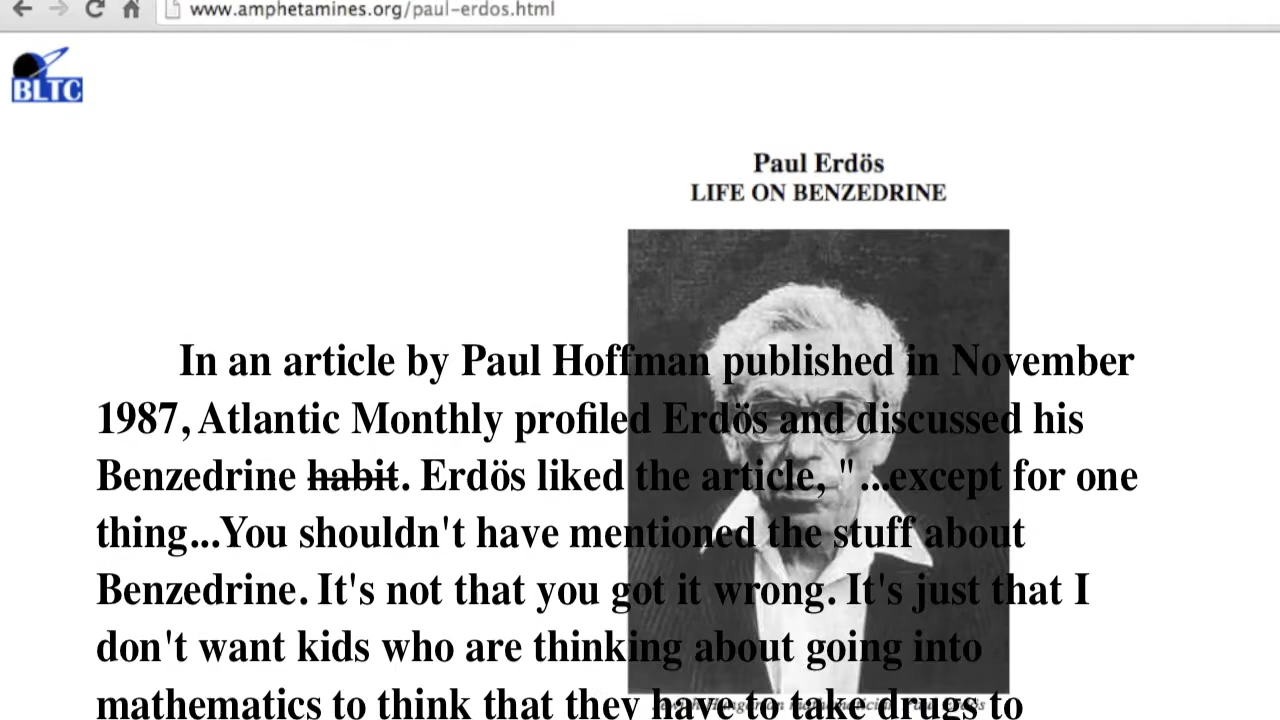 www.amphetamines.org/paul-erdos.html
BLTC
Paul Erdös
LIFE ON BENZEDRINE
In an article by Paul Hoffman published in November
1987, Atlantic Monthly profiled Erdös and discussed his
Benzedrine habit. Erdös liked the article, "...except for one
thing...You shouldn't have mentioned the stuff about
Benzedrine. It's not that you got it wrong. It's just that I
don't want kids who are thinking about going into
mathematics to think that they have to take drugs to